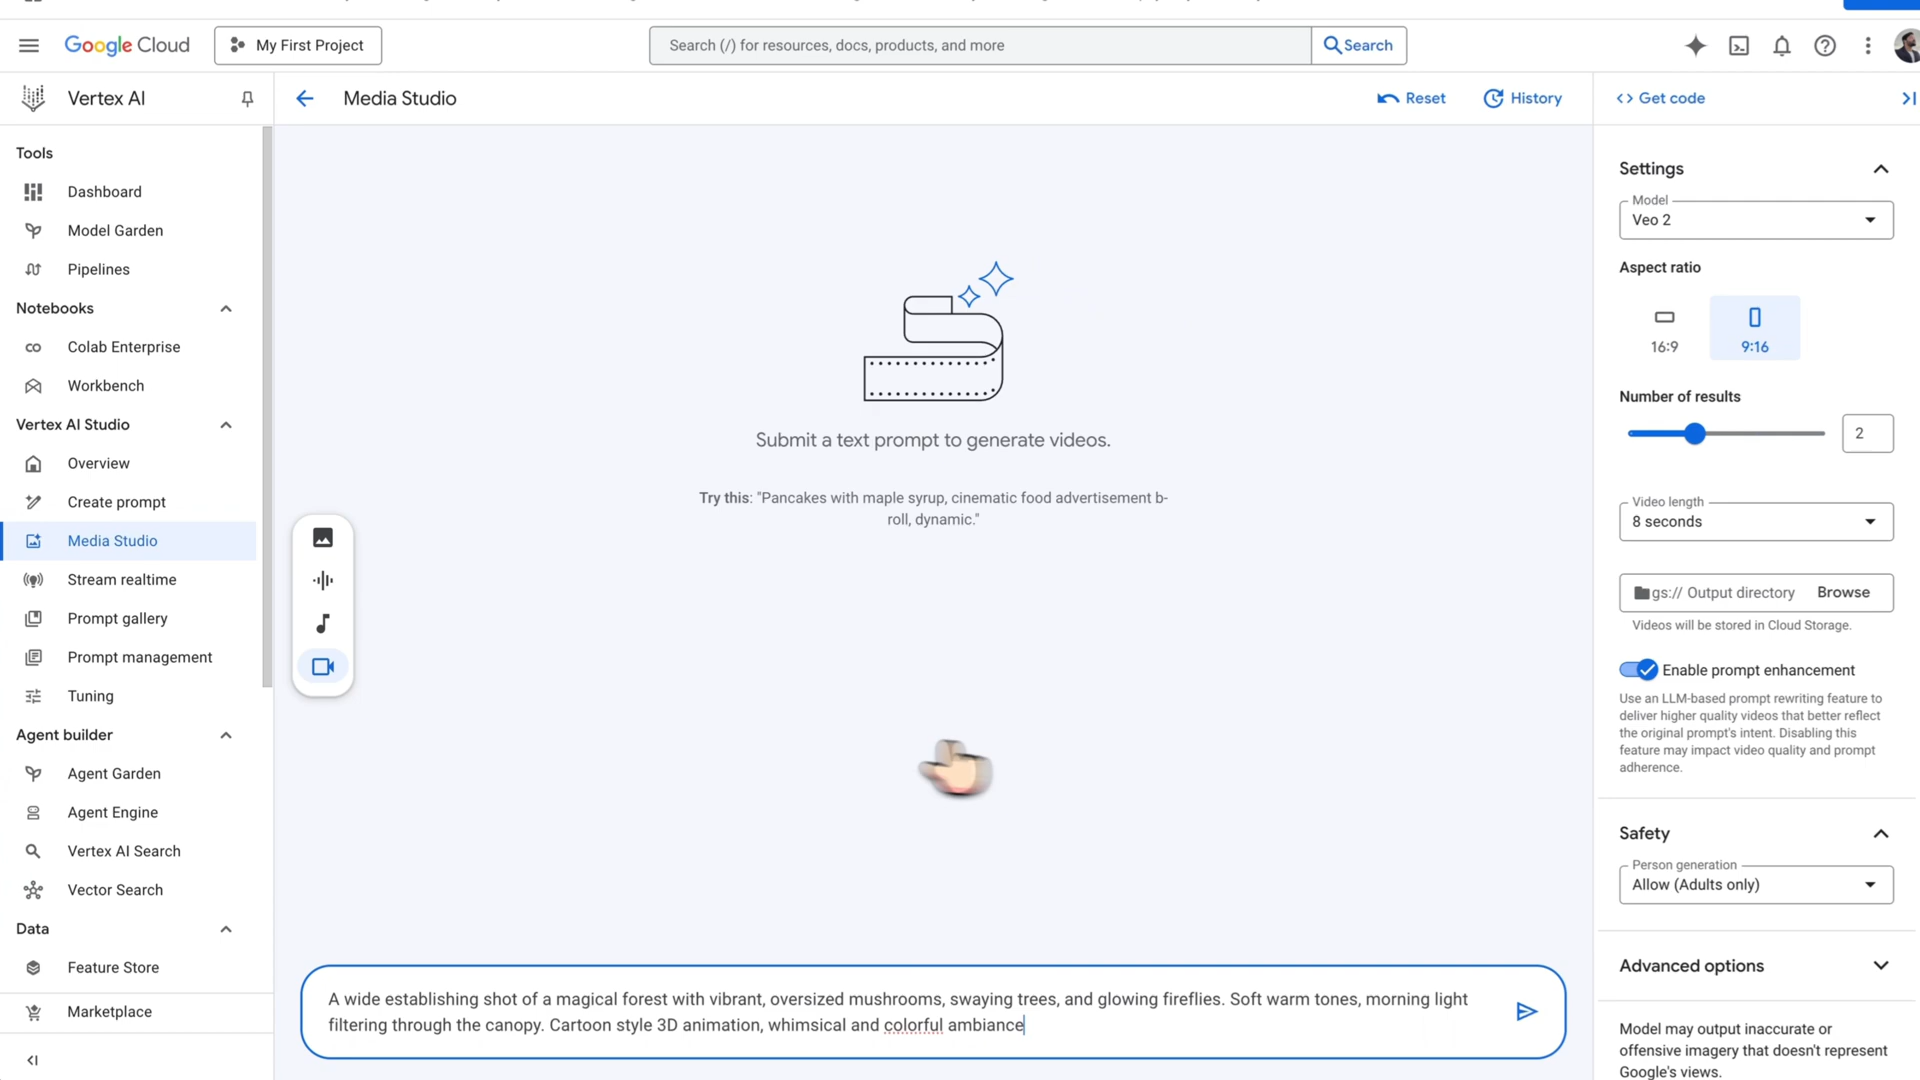 Google Cloud
My First Project
Search (/) for resources, docs, products, and more
Search
Vertex AI
Media Studio
Reset
History
Get code
Tools
Dashboard
Model Garden
Pipelines
Notebooks
Colab Enterprise
Workbench
Vertex AI Studio
Overview
Create prompt
Media Studio
Stream realtime
Prompt gallery
Prompt management
Tuning
Agent builder
Agent Garden
Agent Engine
Vertex AI Search
Vector Search
Data
Feature Store
Marketplace
Submit a text prompt to generate videos.
Try this: "Pancakes with maple syrup, cinematic food advertisement b-
roll, dynamic."
A wide establishing shot of a magical forest with vibrant, oversized mushrooms, swaying trees, and glowing fireflies. Soft warm tones, morning light
filtering through the canopy. Cartoon style 3D animation, whimsical and colorful ambiance
Settings
Model
Veo 2
Aspect ratio
16:9
9:16
Number of results
2
Video length
8 seconds
gs:// Output directory
Browse
Videos will be stored in Cloud Storage.
Enable prompt enhancement
Use an LLM-based prompt rewriting feature to
deliver higher quality videos that better reflect
the original prompt's intent. Disabling this
feature may impact video quality and prompt
adherence.
Safety
Person generation
Allow (Adults only)
Advanced options
Model may output inaccurate or
offensive imagery that doesn't represent
Google's views.